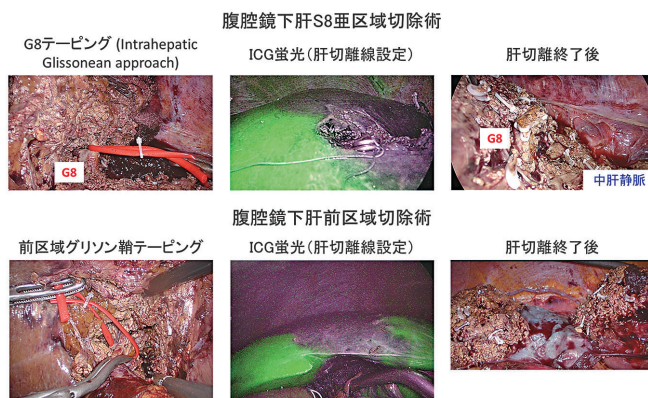 腹腔鏡下肝S8亜区域切除術
G8テーピング (Intrahepatic
Glissonean approach)
ICG蛍光(肝切離線設定)
肝切離終了後
G8
G8
中肝静脈
腹腔鏡下肝前区域切除術
前区域グリソン鞘テーピング
ICG蛍光(肝切離線設定)
肝切離終了後